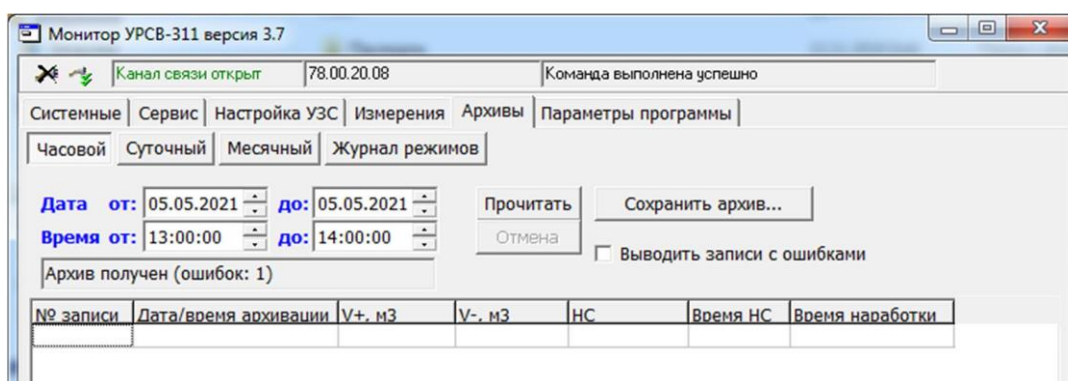 Монитор УРСВ-311 версия 3.7
Канал связи открыт 78.00.20.08 Команда выполнена успешно
Системные Сервис Настройка УЗС Измерения Архивы Параметры программы
Часовой Суточный Месячный Журнал режимов
Дата от: 05.05.2021 до: 05.05.2021 Прочитать Сохранить архив...
Время от: 13:00:00 до: 14:00:00 Отмена
Выводить записи с ошибками
Архив получен (ошибок: 1)
№ записи Дата/время архивации V+, м3 V-, м3 НС Время НС Время наработки